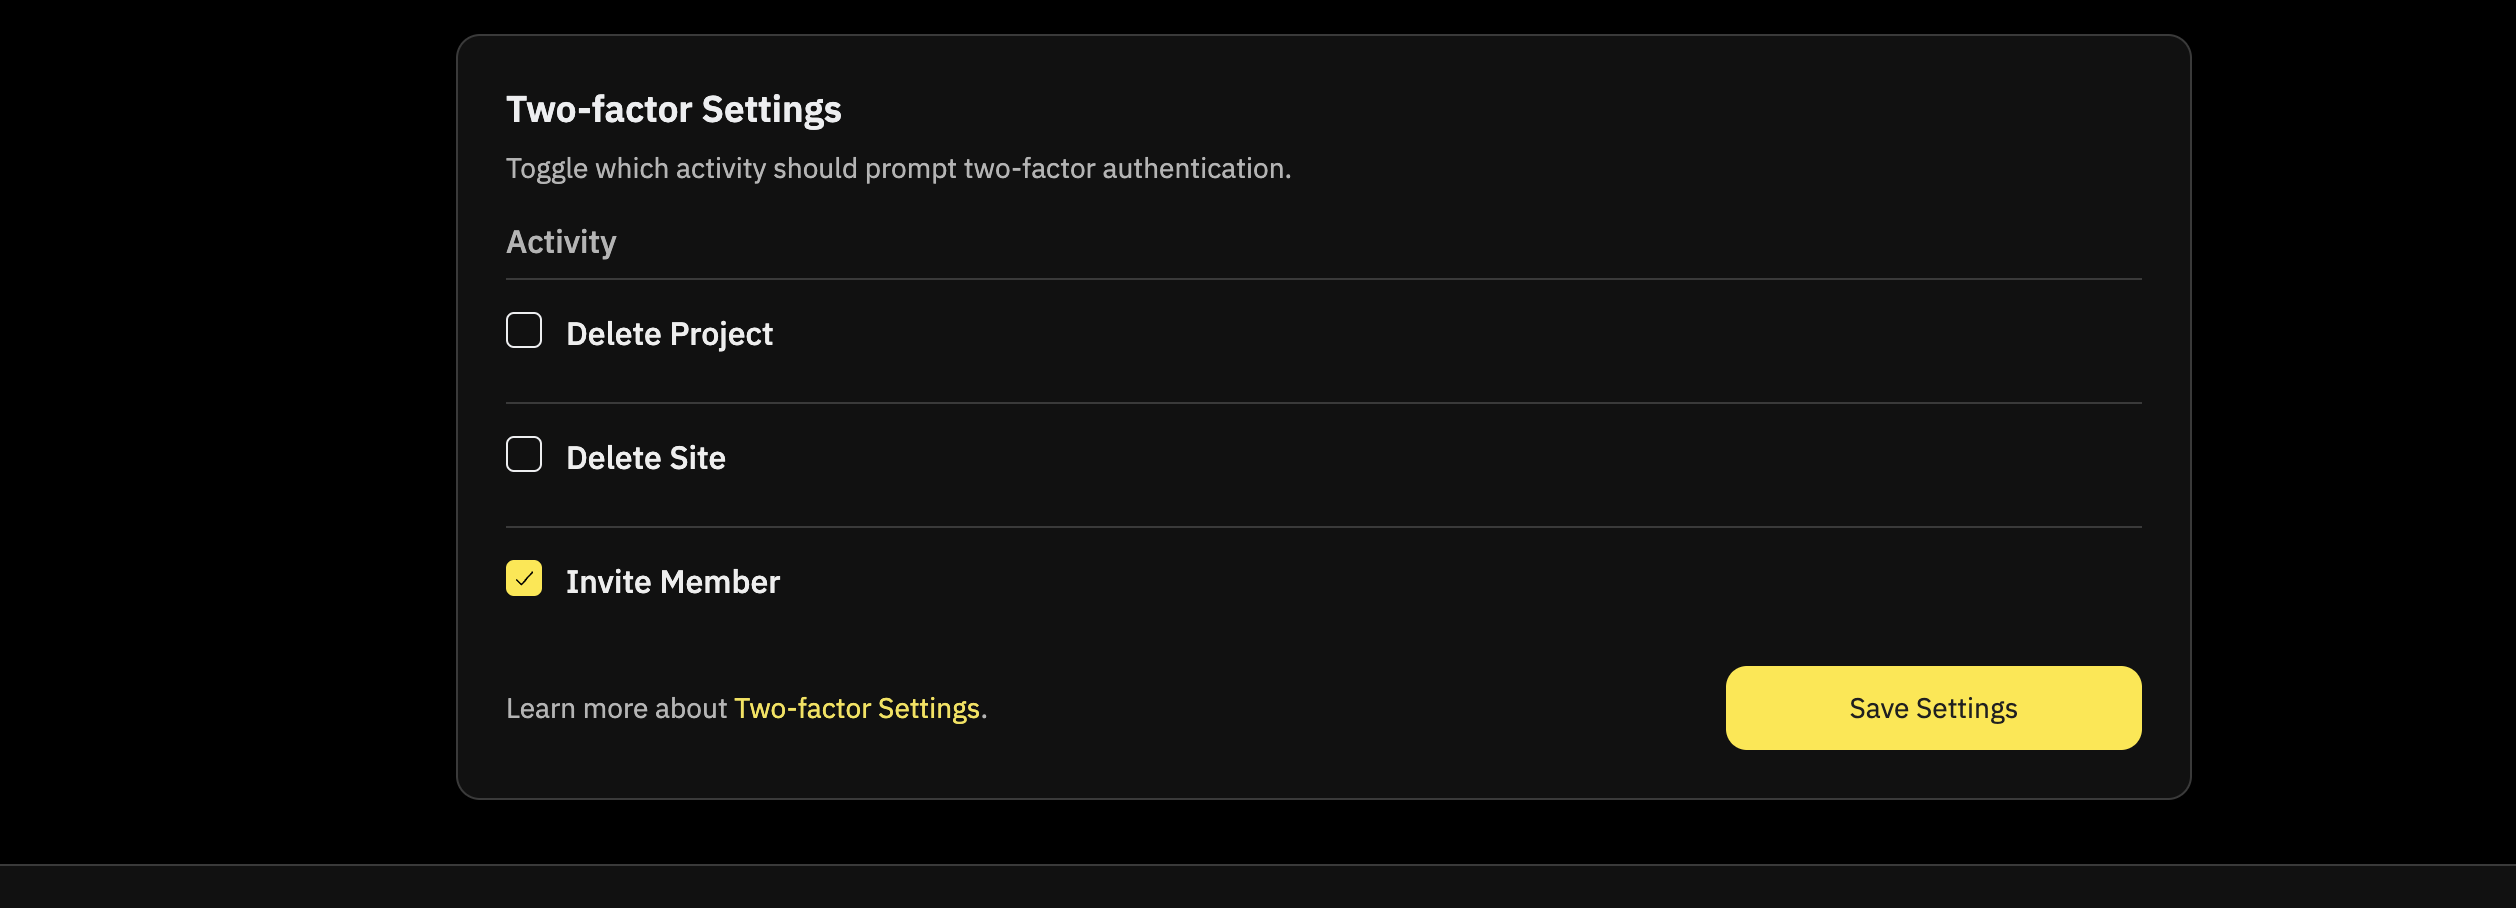 Two-factor Settings
Toggle which activity should prompt two-factor authentication.
Activity
Delete Project
Delete Site
Invite Member
Learn more about Two-factor Settings.
Save Settings